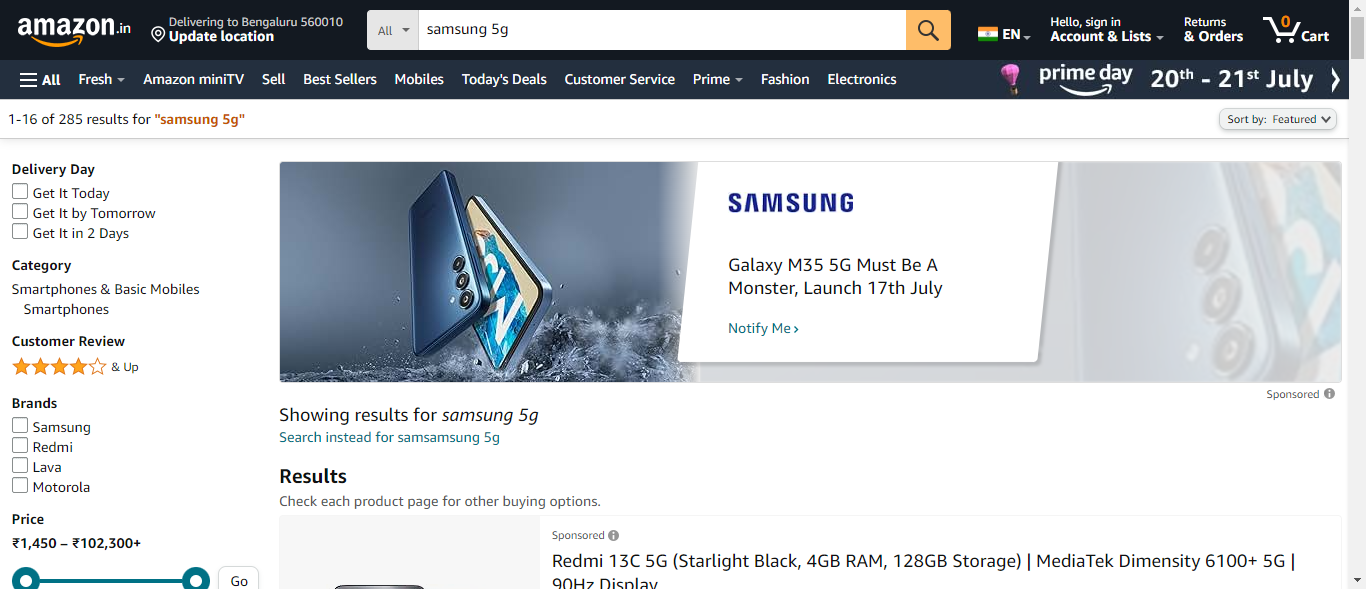 amazon.in
Delivering to Bengaluru 560010
Update location
All
samsung 5g
EN
Hello, sign in
Account & Lists
Returns
& Orders
0
Cart
All
Fresh
Amazon miniTV
Sell
Best Sellers
Mobiles
Today's Deals
Customer Service
Prime
Fashion
Electronics
prime day
20th - 21st July
1-16 of 285 results for "samsung 5g"
Sort by: Featured
Delivery Day
Get It Today
Get It by Tomorrow
Get It in 2 Days
Category
Smartphones & Basic Mobiles
Smartphones
Customer Review
& Up
Brands
Samsung
Redmi
Lava
Motorola
Price
₹1,450 – ₹102,300+
Go
SAMSUNG
Galaxy M35 5G Must Be A
Monster, Launch 17th July
Notify Me ›
Sponsored
Showing results for samsung 5g
Search instead for samsamsung 5g
Results
Check each product page for other buying options.
Sponsored
Redmi 13C 5G (Starlight Black, 4GB RAM, 128GB Storage) | MediaTek Dimensity 6100+ 5G |
90Hz Display